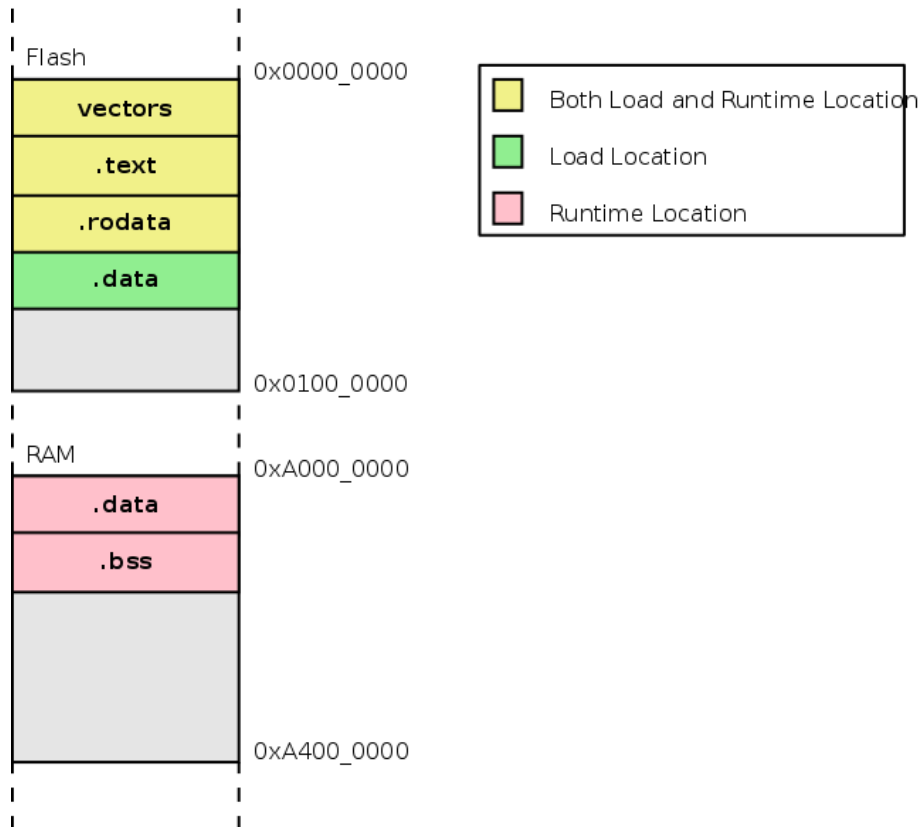 Flash
0x0000_0000
vectors
.text
.rodata
.data
0x0100_0000
RAM
0xA000_0000
.data
.bss
0xA400_0000
Both Load and Runtime Location
Load Location
Runtime Location